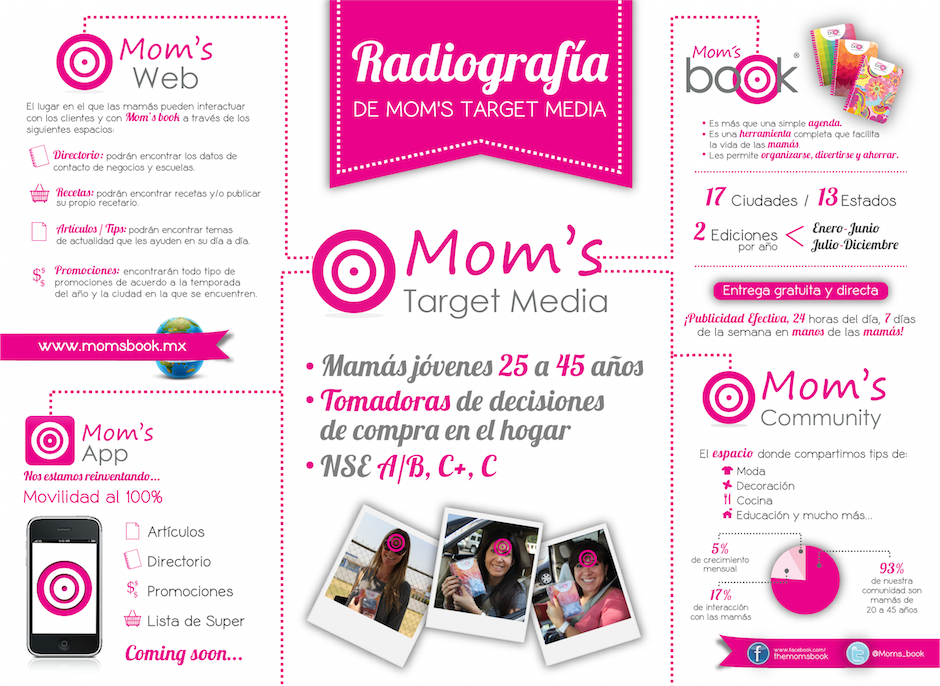 Mom's
Web
El lugar en el que las mamás pueden interactuar
con los clientes y con Mom's book a través de los
siguientes espacios:
Directorio: podrán encontrar los datos de
contacto de negocios y escuelas.
Recetas: podrán encontrar recetas y/o publicar
su propio recetario.
Artículos / Tips: podrán encontrar temas
de actualidad que les ayuden en su día a día.
$$$
Promociones: encontrarán todo tipo de
promociones de acuerdo a la temporada
del año y la ciudad en la que se encuentren.
www.momsbook.mx
Mom's
App
Nos estamos reinventando...
Movilidad al 100%
Artículos
Directorio
$$$ Promociones
Lista de Super
Coming soon...
Radiografía
DE MOM'S TARGET MEDIA
Mom's
Target Media
• Mamás jóvenes 25 a 45 años
• Tomadoras de decisiones
de compra en el hogar
• NSE A/B, C+, C
Mom's
book®
• Es más que una simple agenda.
• Es una herramienta completa que facilita
la vida de las mamás.
• Les permite organizarse, divertirse y ahorrar.
17 Ciudades / 13 Estados
2 Ediciones
por año
< Enero-Junio
Julio-Diciembre
Entrega gratuita y directa
¡Publicidad Efectiva, 24 horas del día, 7 días
de la semana en manos de las mamás!
Mom's
Community
El espacio donde compartimos tips de:
Moda
Decoración
Cocina
Educación y mucho más...
5%
de crecimiento
mensual
17%
de interacción
con las mamás
93%
de nuestra
comunidad son
mamás de
20 a 45 años
www.facebook.com/
themomsbook
@Moms_book